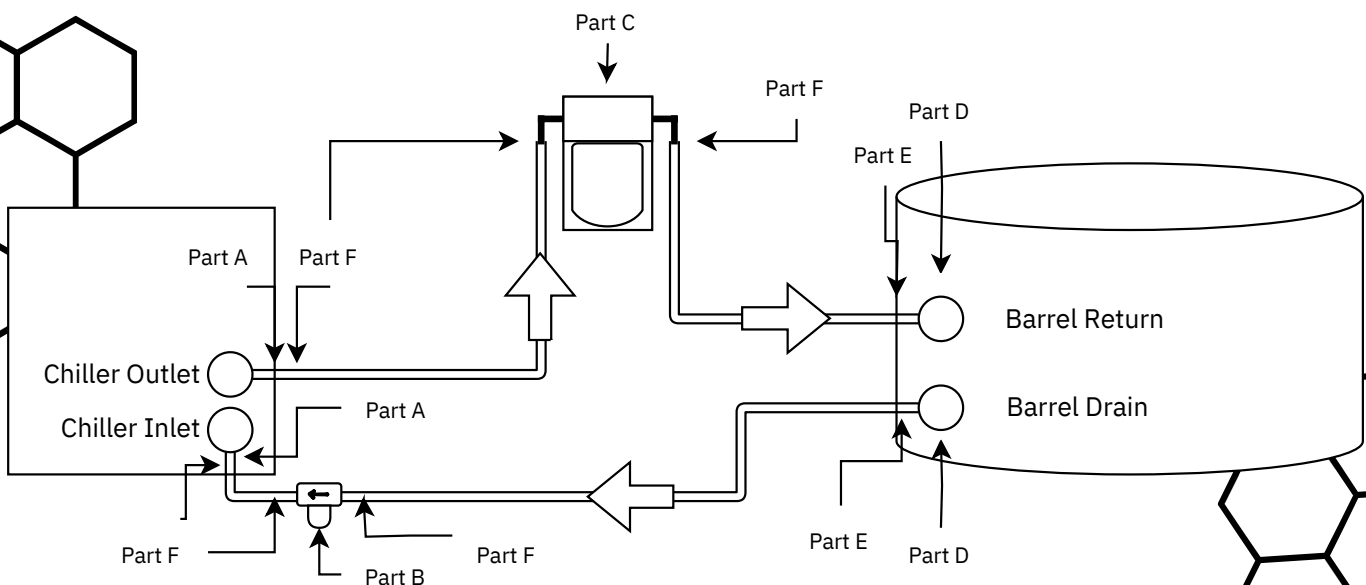 Part C
Part F
Part D
Part E
Part A
Part F
Barrel Return
Chiller Outlet
Part A
Barrel Drain
Chiller Inlet
Part E
Part D
Part F
Part F
Part B